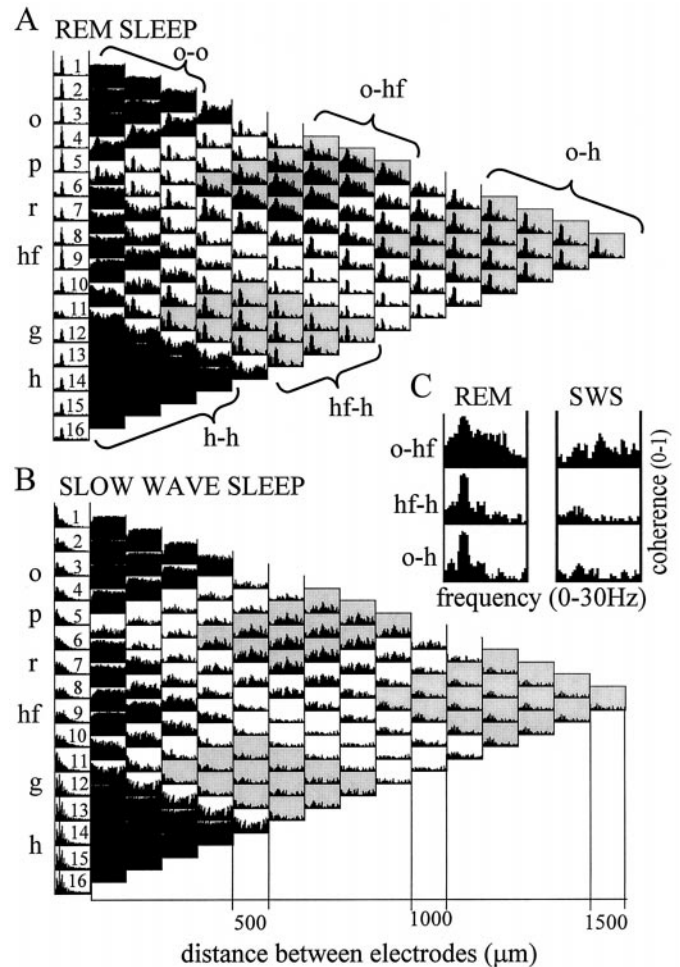 A
REM SLEEP
o-o
o-hf
o-h
1
2
3
4
5
6
7
8
9
10
11
12
13
14
15
16
o
p
r
hf
g
h
h-h
hf-h
C
REM SWS
o-hf
hf-h
o-h
coherence (0-1)
frequency (0-30Hz)
B
SLOW WAVE SLEEP
1
2
3
4
5
6
7
8
9
10
11
12
13
14
15
16
o
p
r
hf
g
h
500 1000 1500
distance between electrodes (μm)